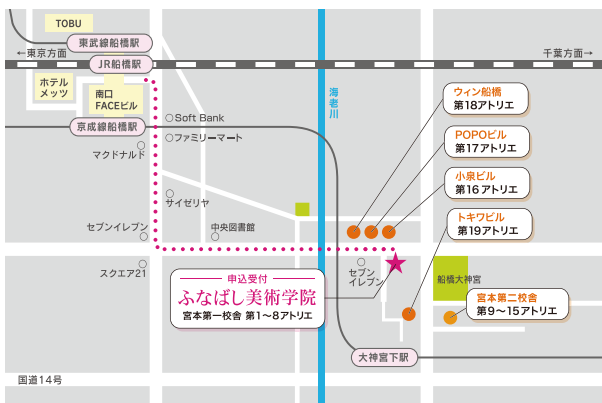 TOBU
東武線船橋駅
←東京方面
千葉方面→
JR船橋駅
ホテル
メッツ
南口
FACEビル
海老川
ウィン船橋
第18アトリエ
Soft Bank
京成線船橋駅
ファミリーマート
POPOビル
第17アトリエ
マクドナルド
小泉ビル
第16アトリエ
サイゼリヤ
トキワビル
第19アトリエ
セブンイレブン
中央図書館
スクエア21
セブン
イレブン
船橋大神宮
申込受付
ふなばし美術学院
宮本第一校舎 第1〜8アトリエ
宮本第二校舎
第9〜15アトリエ
大神宮下駅
国道14号